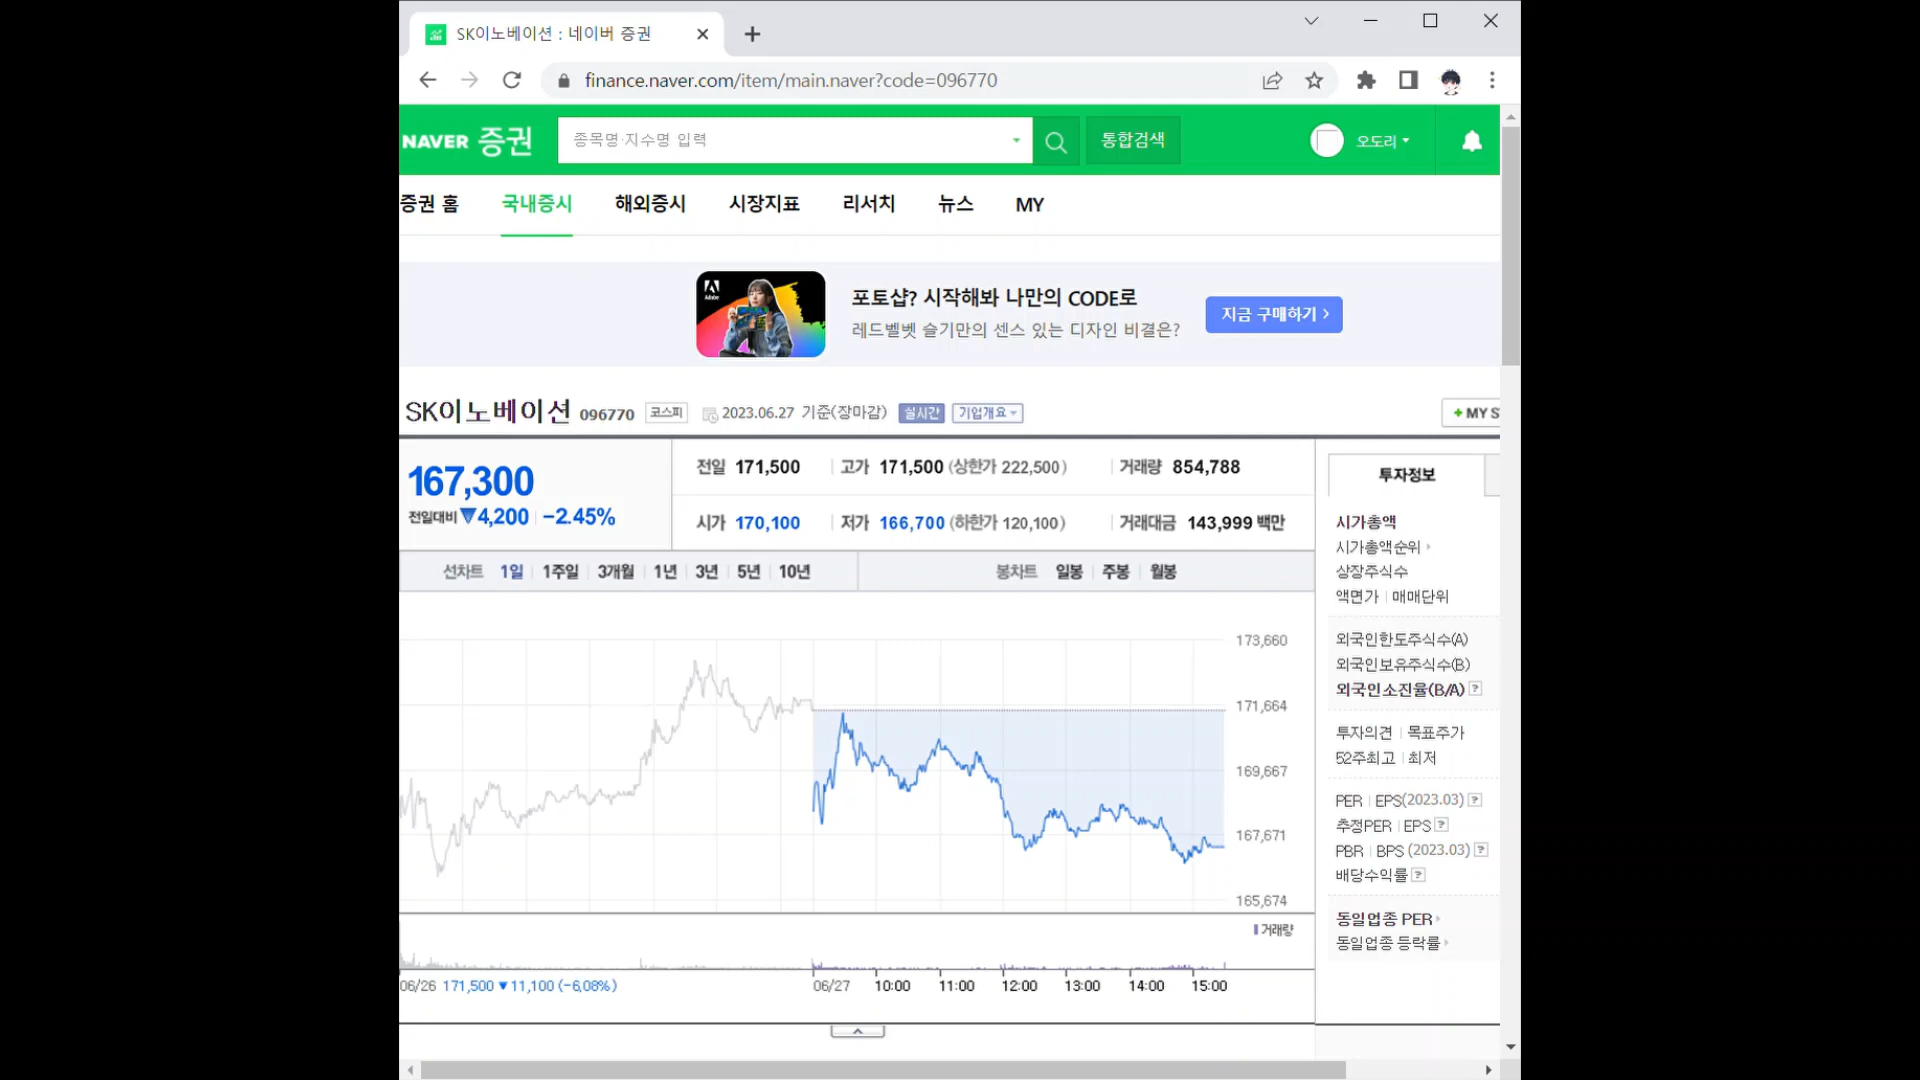 SK이노베이션 : 네이버 증권
finance.naver.com/item/main.naver?code=096770
NAVER 증권 종목명·지수명 입력 통합검색 오도리
증권 홈 국내증시 해외증시 시장지표 리서치 뉴스 MY
Adobe
포토샵? 시작해봐 나만의 CODE로
레드벨벳 슬기만의 센스 있는 디자인 비결은?
지금 구매하기
SK이노베이션 096770 코스피 2023.06.27 기준(장마감) 실시간 기업개요 + MY S
167,300
전일대비 ▼4,200 -2.45%
전일 171,500 고가 171,500 (상한가 222,500) 거래량 854,788
시가 170,100 저가 166,700 (하한가 120,100) 거래대금 143,999 백만
선차트 1일 1주일 3개월 1년 3년 5년 10년 봉차트 일봉 주봉 월봉
173,660
171,664
169,667
167,671
165,674
거래량
06/26 171,500 ▼11,100 (-6.08%) 06/27 10:00 11:00 12:00 13:00 14:00 15:00
투자정보
시가총액
시가총액순위
상장주식수
액면가 | 매매단위
외국인한도주식수(A)
외국인보유주식수(B)
외국인소진율(B/A) ?
투자의견 | 목표주가
52주최고 | 최저
PER | EPS(2023.03) ?
추정PER | EPS ?
PBR | BPS (2023.03) ?
배당수익률 ?
동일업종 PER
동일업종 등락률